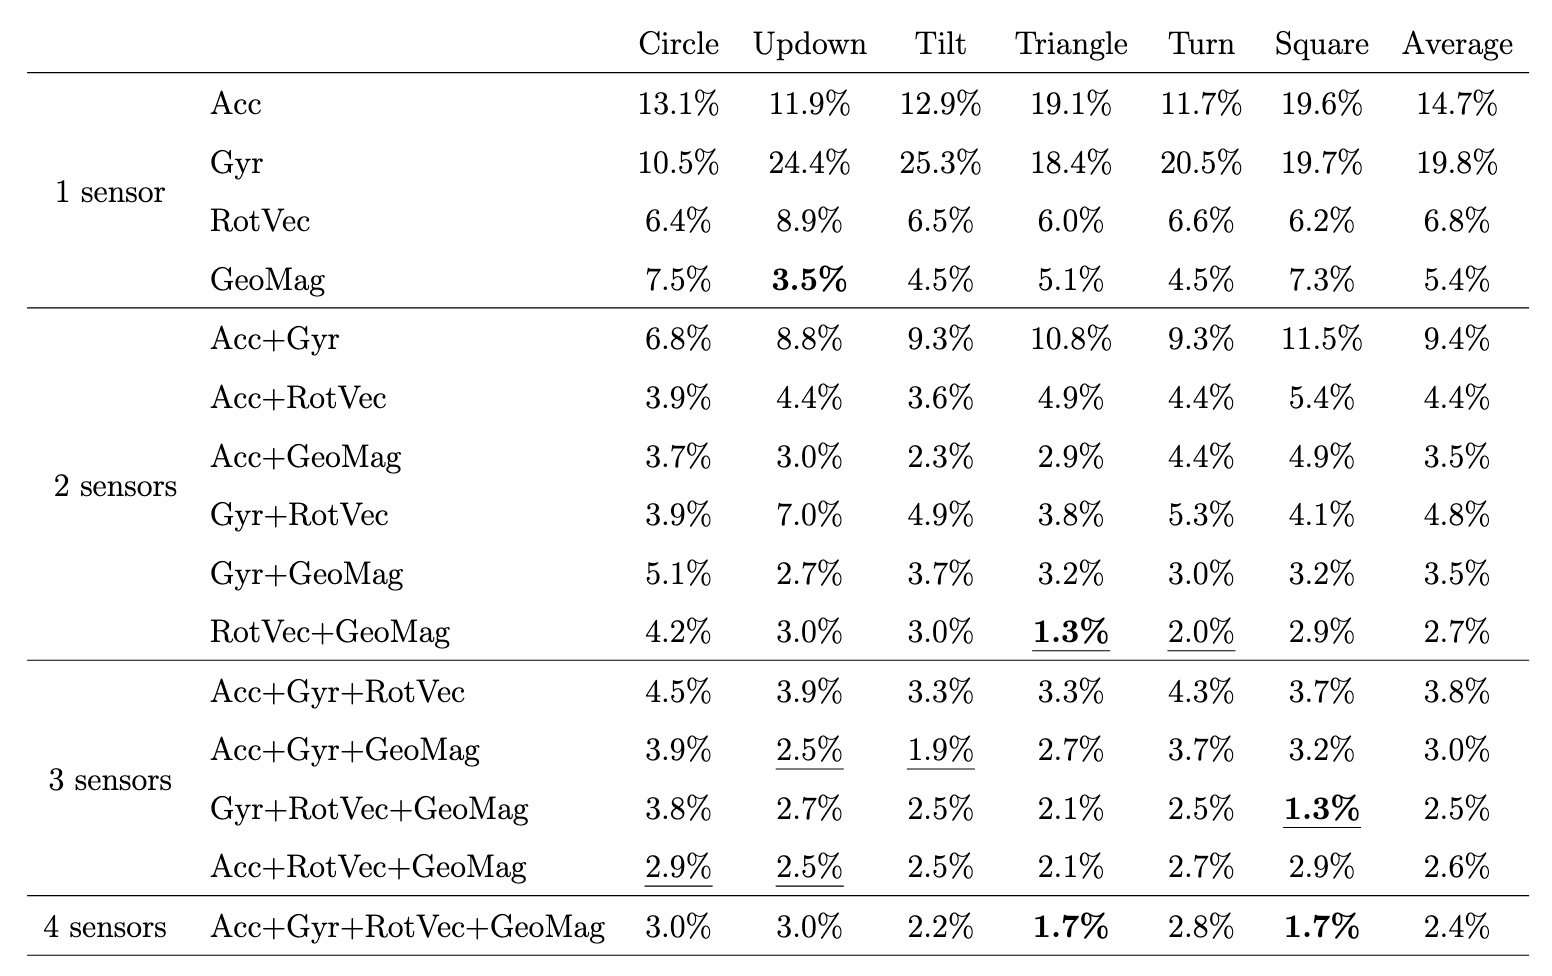 Circle Updown Tilt Triangle Turn Square Average
Acc 13.1% 11.9% 12.9% 19.1% 11.7% 19.6% 14.7%
Gyr 10.5% 24.4% 25.3% 18.4% 20.5% 19.7% 19.8%
1 sensor
RotVec 6.4% 8.9% 6.5% 6.0% 6.6% 6.2% 6.8%
GeoMag 7.5% 3.5% 4.5% 5.1% 4.5% 7.3% 5.4%
Acc+Gyr 6.8% 8.8% 9.3% 10.8% 9.3% 11.5% 9.4%
Acc+RotVec 3.9% 4.4% 3.6% 4.9% 4.4% 5.4% 4.4%
Acc+GeoMag 3.7% 3.0% 2.3% 2.9% 4.4% 4.9% 3.5%
2 sensors
Gyr+RotVec 3.9% 7.0% 4.9% 3.8% 5.3% 4.1% 4.8%
Gyr+GeoMag 5.1% 2.7% 3.7% 3.2% 3.0% 3.2% 3.5%
RotVec+GeoMag 4.2% 3.0% 3.0% 1.3% 2.0% 2.9% 2.7%
Acc+Gyr+RotVec 4.5% 3.9% 3.3% 3.3% 4.3% 3.7% 3.8%
Acc+Gyr+GeoMag 3.9% 2.5% 1.9% 2.7% 3.7% 3.2% 3.0%
3 sensors
Gyr+RotVec+GeoMag 3.8% 2.7% 2.5% 2.1% 2.5% 1.3% 2.5%
Acc+RotVec+GeoMag 2.9% 2.5% 2.5% 2.1% 2.7% 2.9% 2.6%
4 sensors Acc+Gyr+RotVec+GeoMag 3.0% 3.0% 2.2% 1.7% 2.8% 1.7% 2.4%